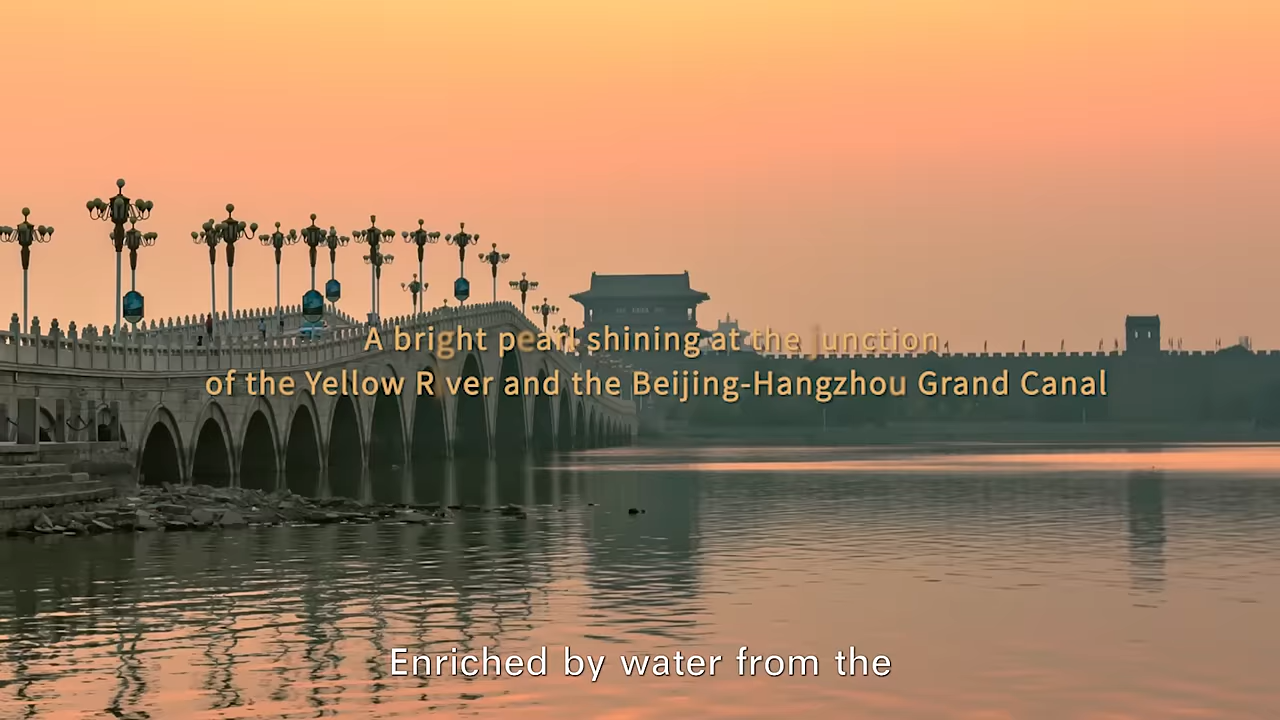 A bright pearl shining at the junction
of the Yellow River and the Beijing-Hangzhou Grand Canal
Enriched by water from the